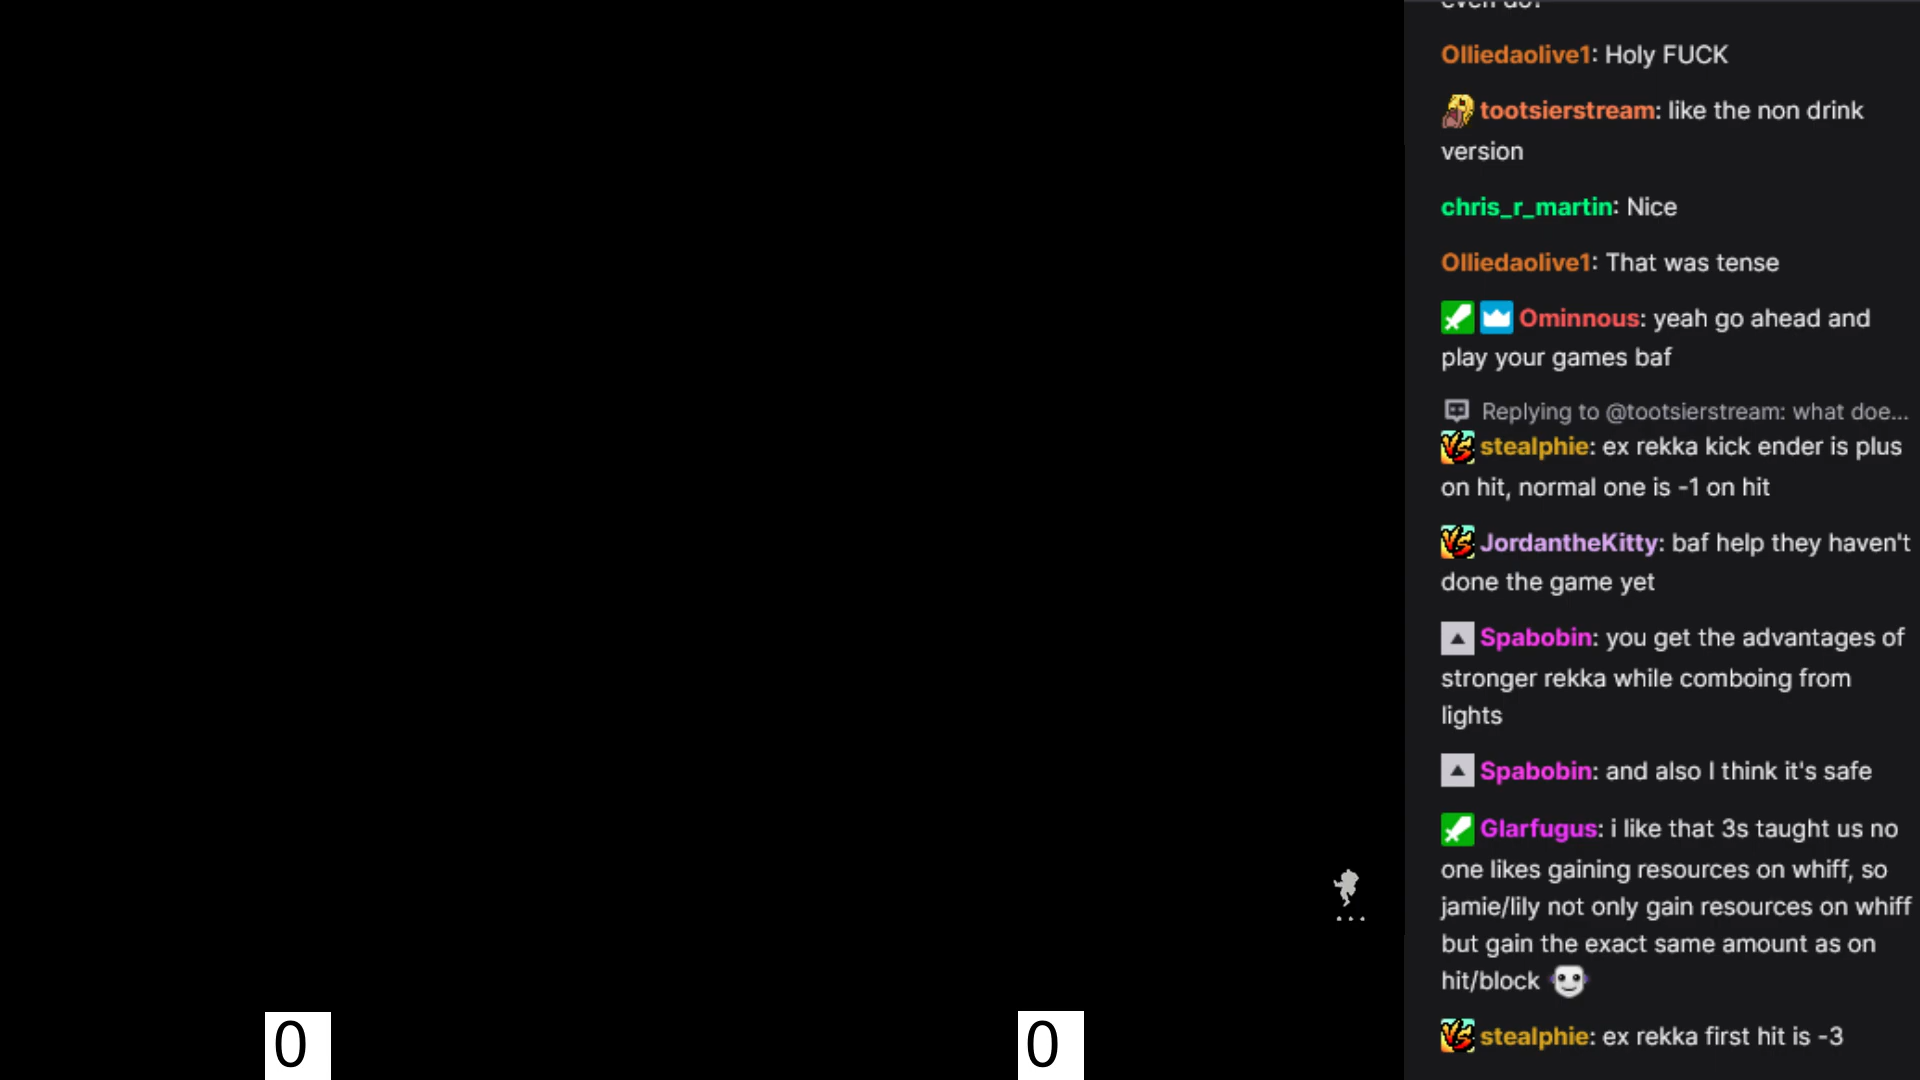 even do?
Olliedaolive1: Holy FUCK
tootsierstream: like the non drink
version
chris_r_martin: Nice
Olliedaolive1: That was tense
Ominnous: yeah go ahead and
play your games baf
Replying to @tootsierstream: what doe...
stealphie: ex rekka kick ender is plus
on hit, normal one is -1 on hit
JordantheKitty: baf help they haven't
done the game yet
Spabobin: you get the advantages of
stronger rekka while comboing from
lights
Spabobin: and also I think it's safe
Glarfugus: i like that 3s taught us no
one likes gaining resources on whiff, so
jamie/lily not only gain resources on whiff
but gain the exact same amount as on
hit/block
stealphie: ex rekka first hit is -3
0
0